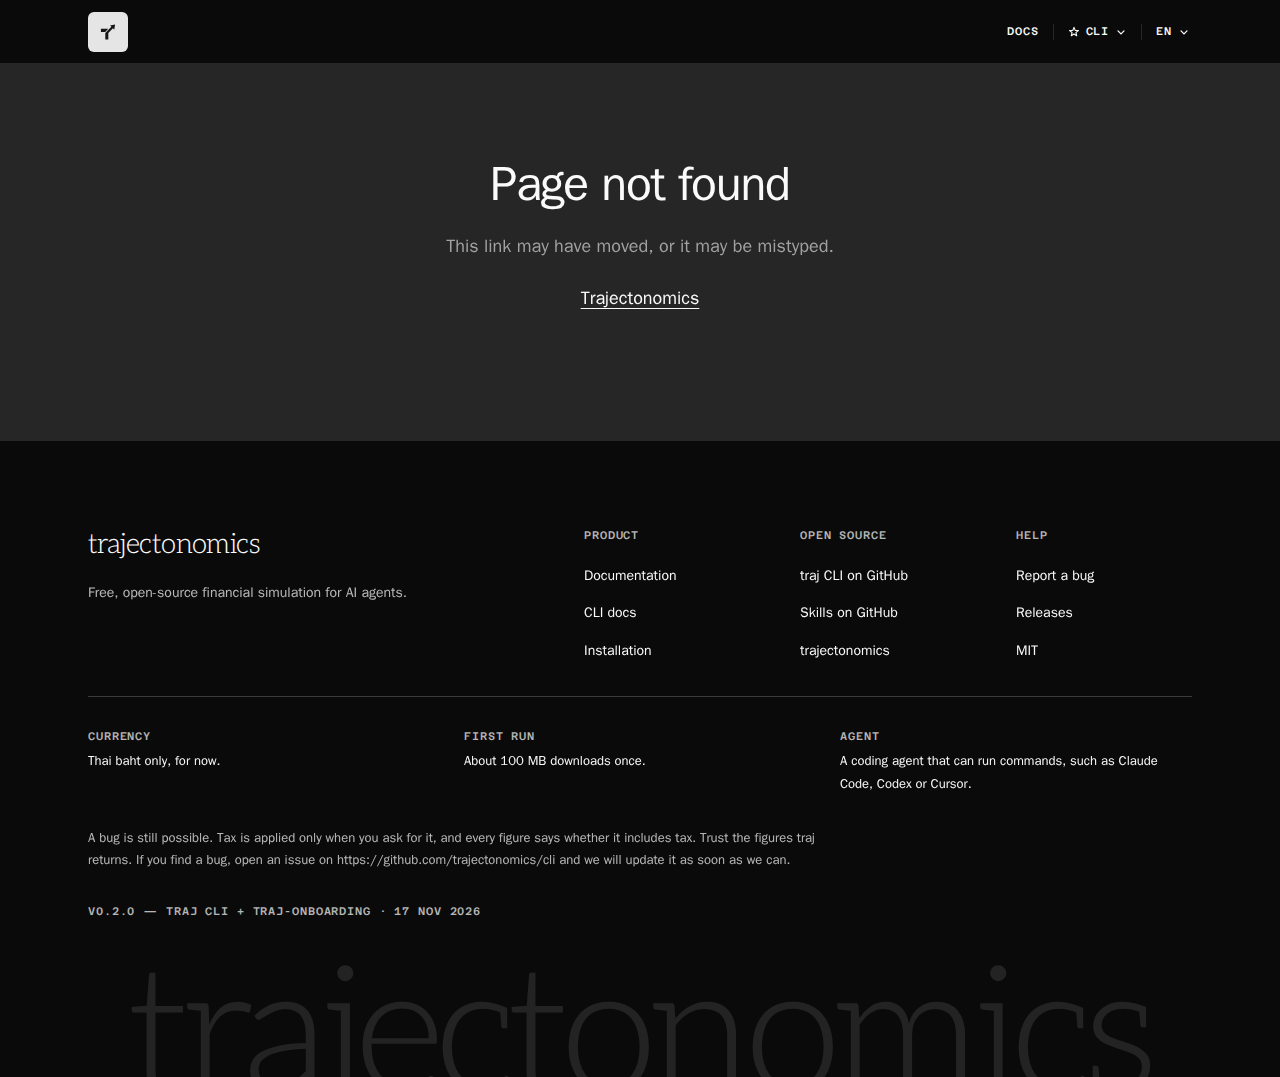 DOCS
CLI
EN
Page not found
This link may have moved, or it may be mistyped.
Trajectonomics
trajectonomics
Free, open-source financial simulation for AI agents.
PRODUCT
Documentation
CLI docs
Installation
OPEN SOURCE
traj CLI on GitHub
Skills on GitHub
trajectonomics
HELP
Report a bug
Releases
MIT
CURRENCY
Thai baht only, for now.
FIRST RUN
About 100 MB downloads once.
AGENT
A coding agent that can run commands, such as Claude
Code, Codex or Cursor.
A bug is still possible. Tax is applied only when you ask for it, and every figure says whether it includes tax. Trust the figures traj
returns. If you find a bug, open an issue on https://github.com/trajectonomics/cli and we will update it as soon as we can.
V0.2.0 — TRAJ CLI + TRAJ-ONBOARDING · 17 NOV 2026
trajectonomics